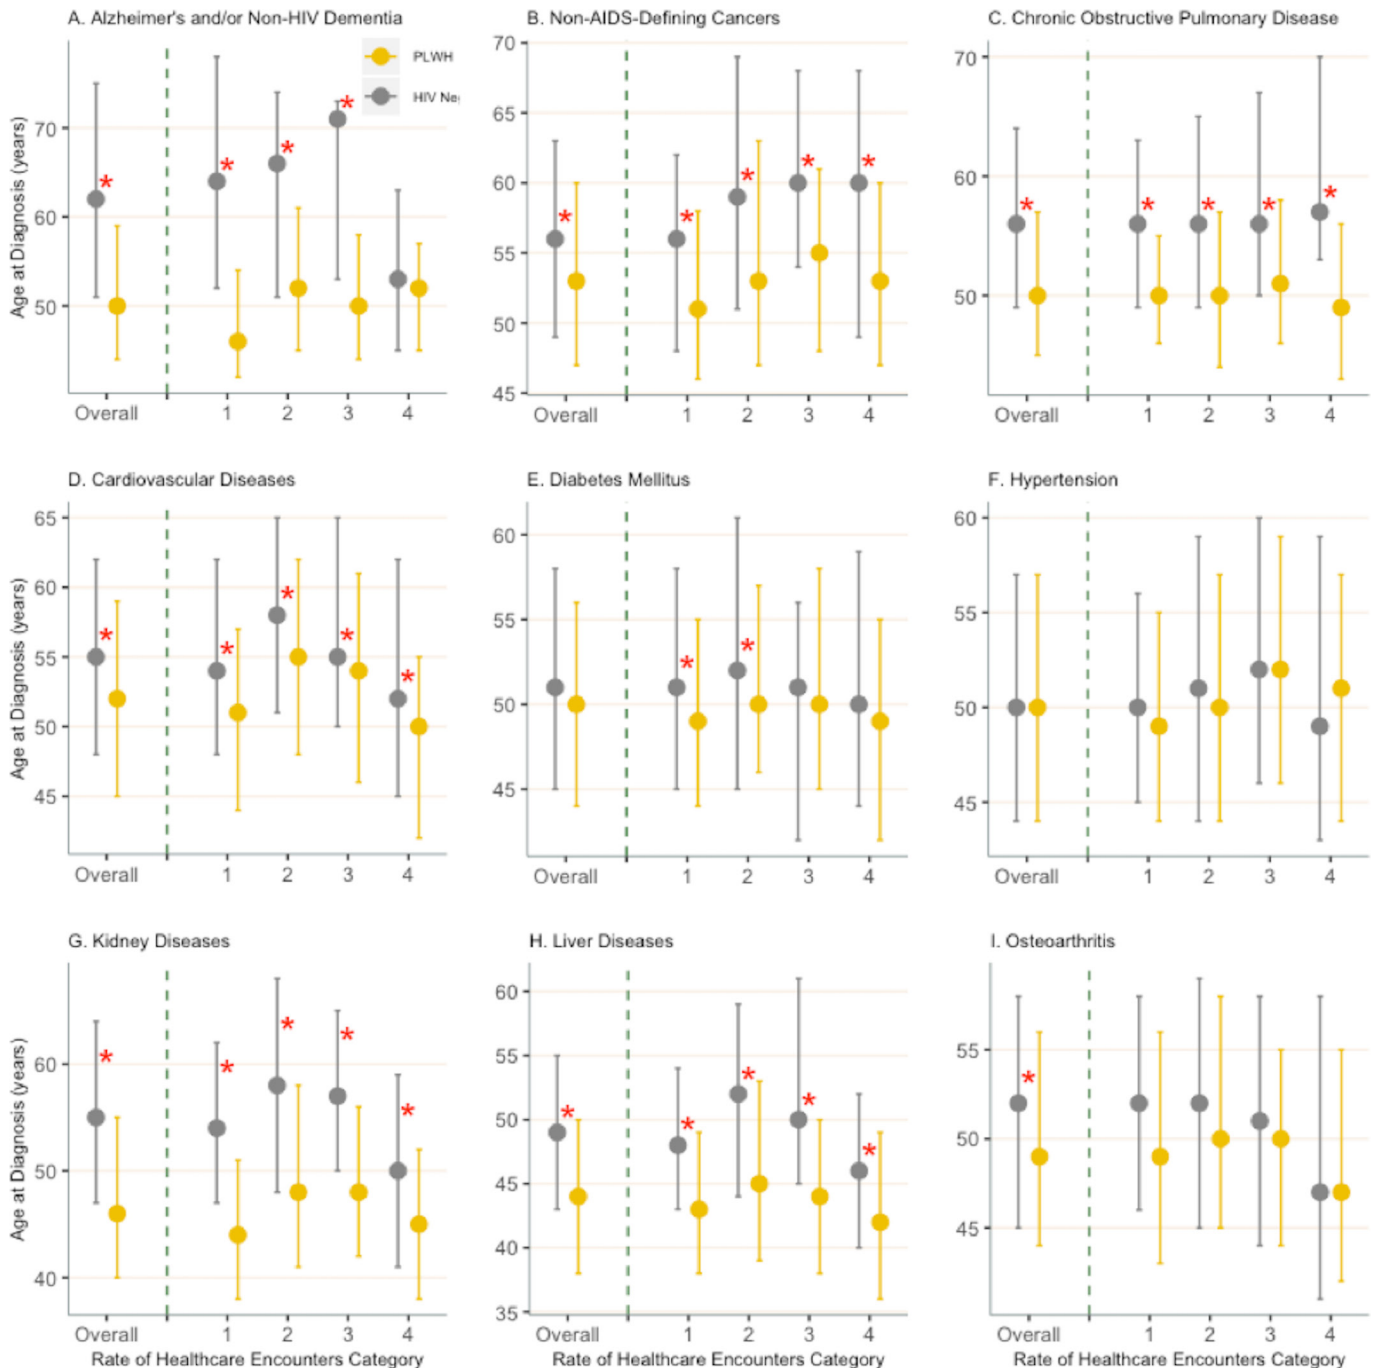 A. Alzheimer's and/or Non-HIV Dementia
B. Non-AIDS-Defining Cancers
C. Chronic Obstructive Pulmonary Disease
PLWH
HIV Ne
Age at Diagnosis (years)
70
60
50
Overall 1 2 3 4
70
65
60
55
50
45
Overall 1 2 3 4
70
60
50
Overall 1 2 3 4
D. Cardiovascular Diseases
E. Diabetes Mellitus
F. Hypertension
Age at Diagnosis (years)
65
60
55
50
45
Overall 1 2 3 4
60
55
50
45
Overall 1 2 3 4
60
55
50
45
Overall 1 2 3 4
G. Kidney Diseases
H. Liver Diseases
I. Osteoarthritis
Age at Diagnosis (years)
60
50
40
Overall 1 2 3 4
Rate of Healthcare Encounters Category
60
55
50
45
40
35
Overall 1 2 3 4
Rate of Healthcare Encounters Category
55
50
45
Overall 1 2 3 4
Rate of Healthcare Encounters Category